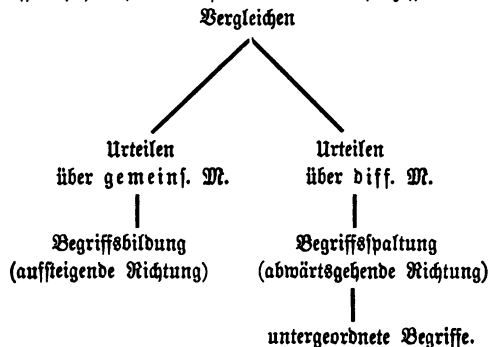 Vergleichen
Urteilen
über gemeins. M.
Urteilen
über diff. M.
Begriffsbildung
(aufsteigende Richtung)
Begriffsspaltung
(abwärtsgehende Richtung)
untergeordnete Begriffe.